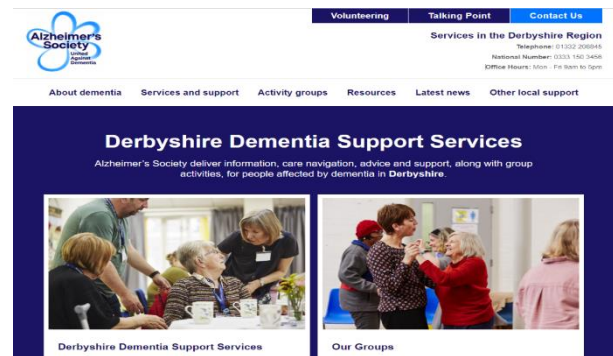 Volunteering
Talking Point
Contact Us
Alzheimer's
Society
United
Against
Dementia
Services in the Derbyshire Region
Telephone: 01332 208845
National Number: 0333 150 3456
Office Hours: Mon - Fri 9am to 5pm
About dementia
Services and support
Activity groups
Resources
Latest news
Other local support
Derbyshire Dementia Support Services
Alzheimer's Society deliver information, care navigation, advice and support, along with group
activities, for people affected by dementia in Derbyshire.
Derbyshire Dementia Support Services
Our Groups